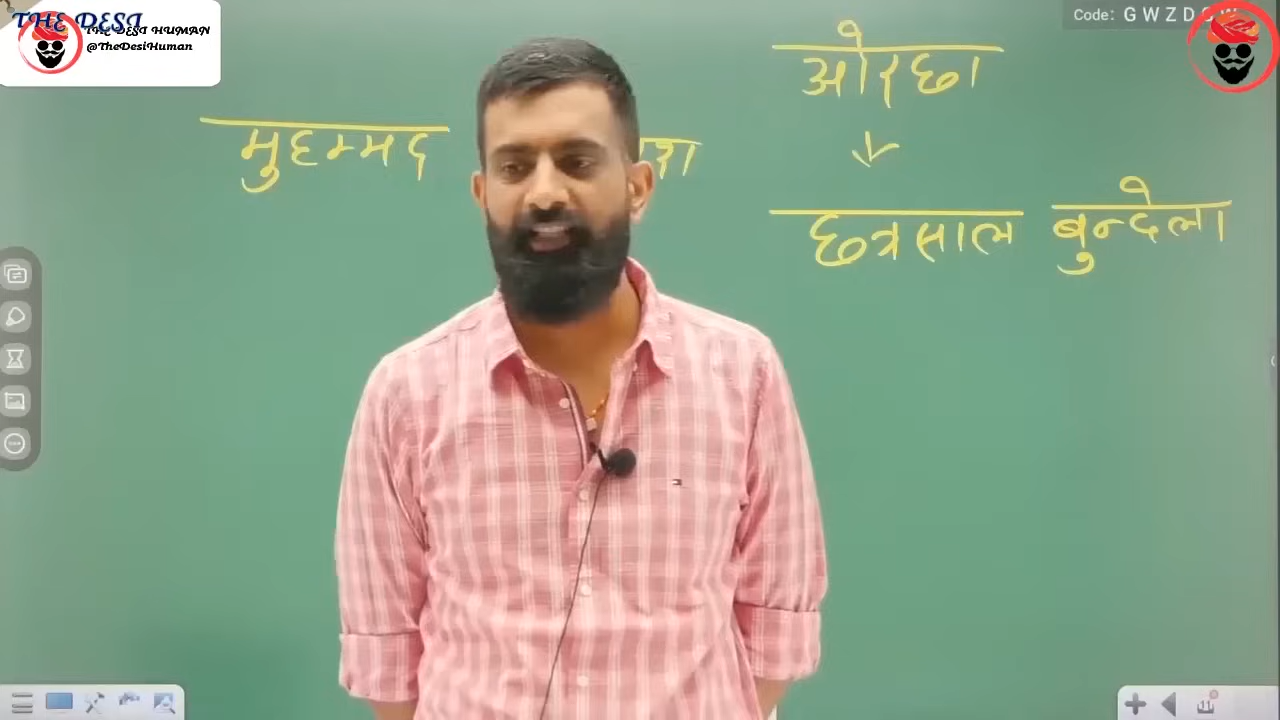 THE DESI
THE DESI HUMAN
@TheDesiHuman
Code: G W Z D
ओरछा
मुहम्मद
छत्रसाल बुन्देला